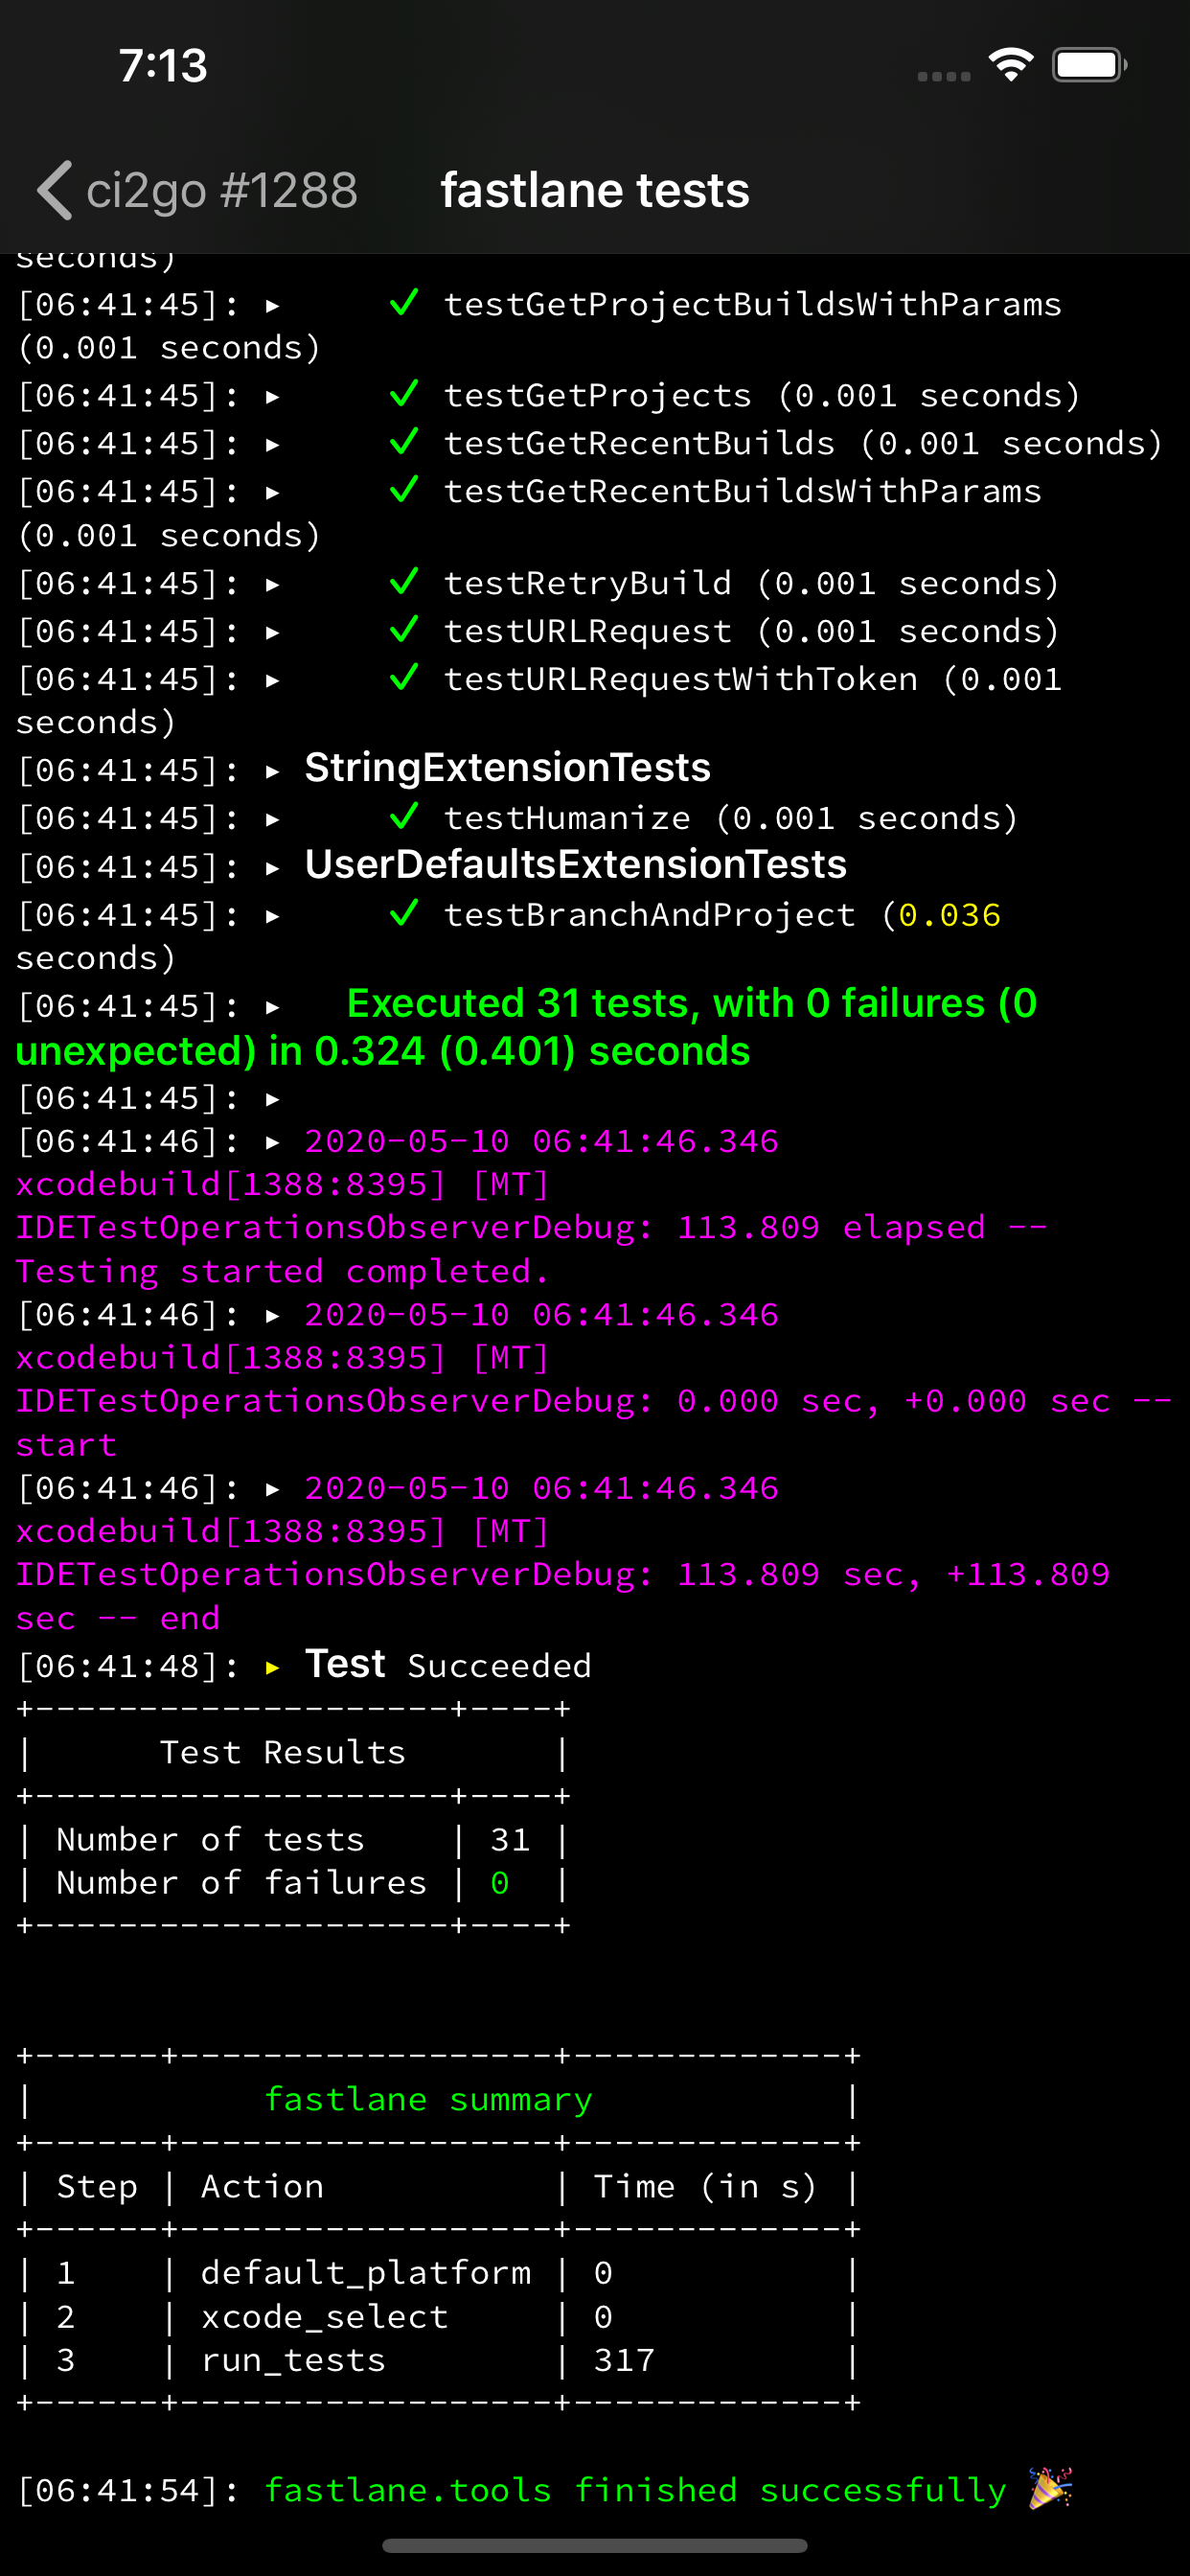 7:13
ci2go #1288 fastlane tests
seconds)
[06:41:45]: ▸ ✓ testGetProjectBuildsWithParams
(0.001 seconds)
[06:41:45]: ▸ ✓ testGetProjects (0.001 seconds)
[06:41:45]: ▸ ✓ testGetRecentBuilds (0.001 seconds)
[06:41:45]: ▸ ✓ testGetRecentBuildsWithParams
(0.001 seconds)
[06:41:45]: ▸ ✓ testRetryBuild (0.001 seconds)
[06:41:45]: ▸ ✓ testURLRequest (0.001 seconds)
[06:41:45]: ▸ ✓ testURLRequestWithToken (0.001
seconds)
[06:41:45]: ▸ StringExtensionTests
[06:41:45]: ▸ ✓ testHumanize (0.001 seconds)
[06:41:45]: ▸ UserDefaultsExtensionTests
[06:41:45]: ▸ ✓ testBranchAndProject (0.036
seconds)
[06:41:45]: ▸ Executed 31 tests, with 0 failures (0
unexpected) in 0.324 (0.401) seconds
[06:41:45]: ▸
[06:41:46]: ▸ 2020-05-10 06:41:46.346
xcodebuild[1388:8395] [MT]
IDETestOperationsObserverDebug: 113.809 elapsed --
Testing started completed.
[06:41:46]: ▸ 2020-05-10 06:41:46.346
xcodebuild[1388:8395] [MT]
IDETestOperationsObserverDebug: 0.000 sec, +0.000 sec --
start
[06:41:46]: ▸ 2020-05-10 06:41:46.346
xcodebuild[1388:8395] [MT]
IDETestOperationsObserverDebug: 113.809 sec, +113.809
sec -- end
[06:41:48]: ▸ Test Succeeded
+--------------------+----+
|       Test Results        |
+--------------------+----+
| Number of tests    | 31 |
| Number of failures | 0  |
+--------------------+----+
+------+------------------+-------------+
|            fastlane summary             |
+------+------------------+-------------+
| Step | Action           | Time (in s) |
+------+------------------+-------------+
| 1    | default_platform | 0           |
| 2    | xcode_select     | 0           |
| 3    | run_tests        | 317         |
+------+------------------+-------------+
[06:41:54]: fastlane.tools finished successfully 🎉